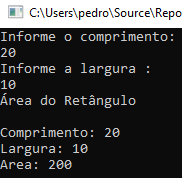 C:\Users\pedro\Source\Repo
Informe o comprimento:
20
Informe a largura :
10
Área do Retângulo
Comprimento: 20
Largura: 10
Area: 200